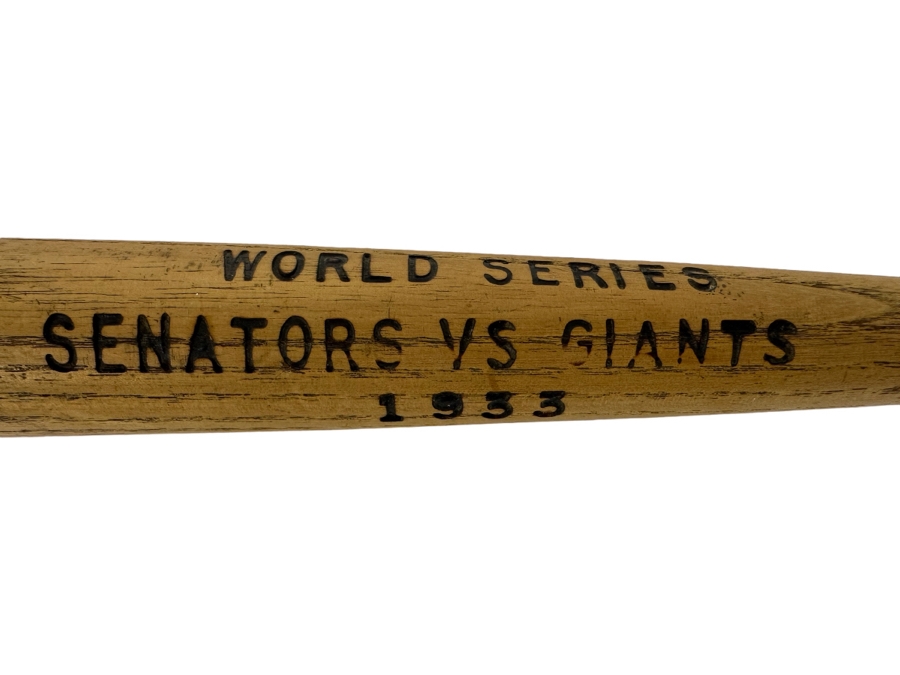 WORLD SERIES
SENATORS VS GIANTS
1933